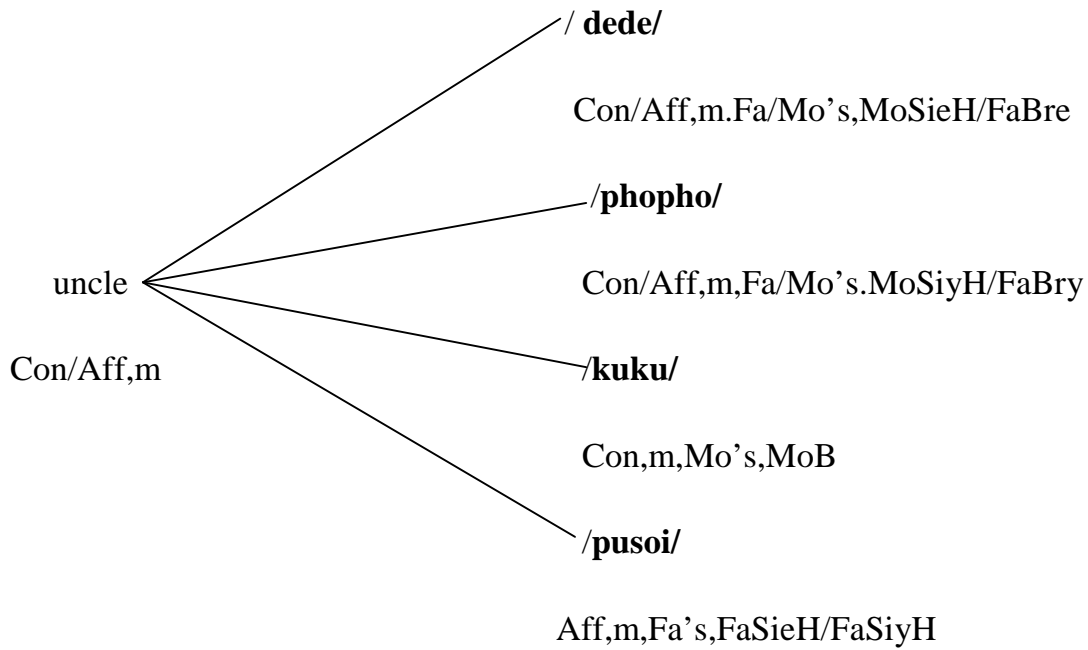 / dede/
Con/Aff,m.Fa/Mo’s,MoSieH/FaBre
/phopho/
uncle
Con/Aff,m,Fa/Mo’s.MoSiyH/FaBry
Con/Aff,m
/kuku/
Con,m,Mo’s,MoB
/pusoi/
Aff,m,Fa’s,FaSieH/FaSiyH